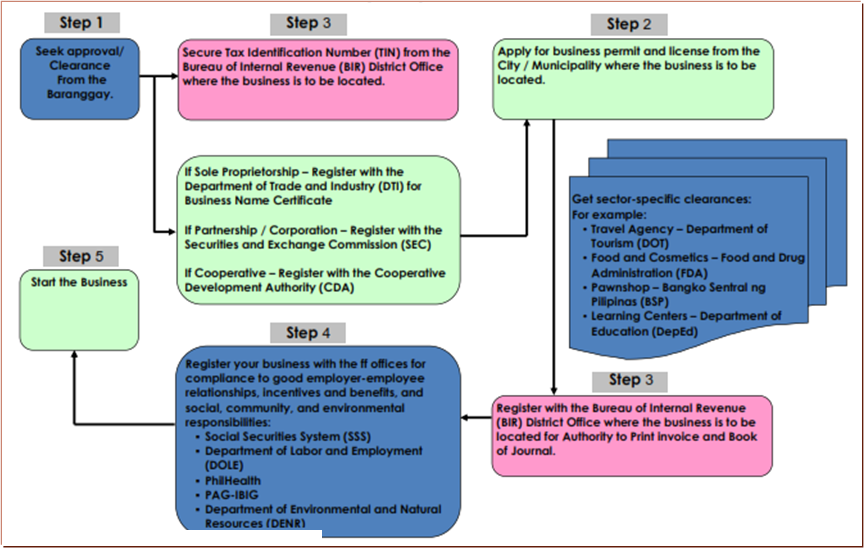 Step 1
Seek approval/
Clearance
From the
Baranggay.
Step 3
Secure Tax Identification Number (TIN) from the
Bureau of Internal Revenue (BIR) District Office
where the business is to be located.
Step 2
Apply for business permit and license from the
City / Municipality where the business is to be
located.
If Sole Proprietorship – Register with the
Department of Trade and Industry (DTI) for
Business Name Certificate
If Partnership / Corporation – Register with the
Securities and Exchange Commission (SEC)
If Cooperative – Register with the Cooperative
Development Authority (CDA)
Get sector-specific clearances:
For example:
• Travel Agency – Department of
Tourism (DOT)
• Food and Cosmetics – Food and Drug
Administration (FDA)
• Pawnshop – Bangko Sentral ng
Pilipinas (BSP)
• Learning Centers – Department of
Education (DepEd)
Step 5
Start the Business
Step 4
Register your business with the ff offices for
compliance to good employer-employee
relationships, incentives and benefits, and
social, community, and environmental
responsibilities:
• Social Securities System (SSS)
• Department of Labor and Employment
(DOLE)
• PhilHealth
• PAG-IBIG
• Department of Environmental and Natural
Resources (DENR)
Step 3
Register with the Bureau of Internal Revenue
(BIR) District Office where the business is to be
located for Authority to Print invoice and Book
of Journal.